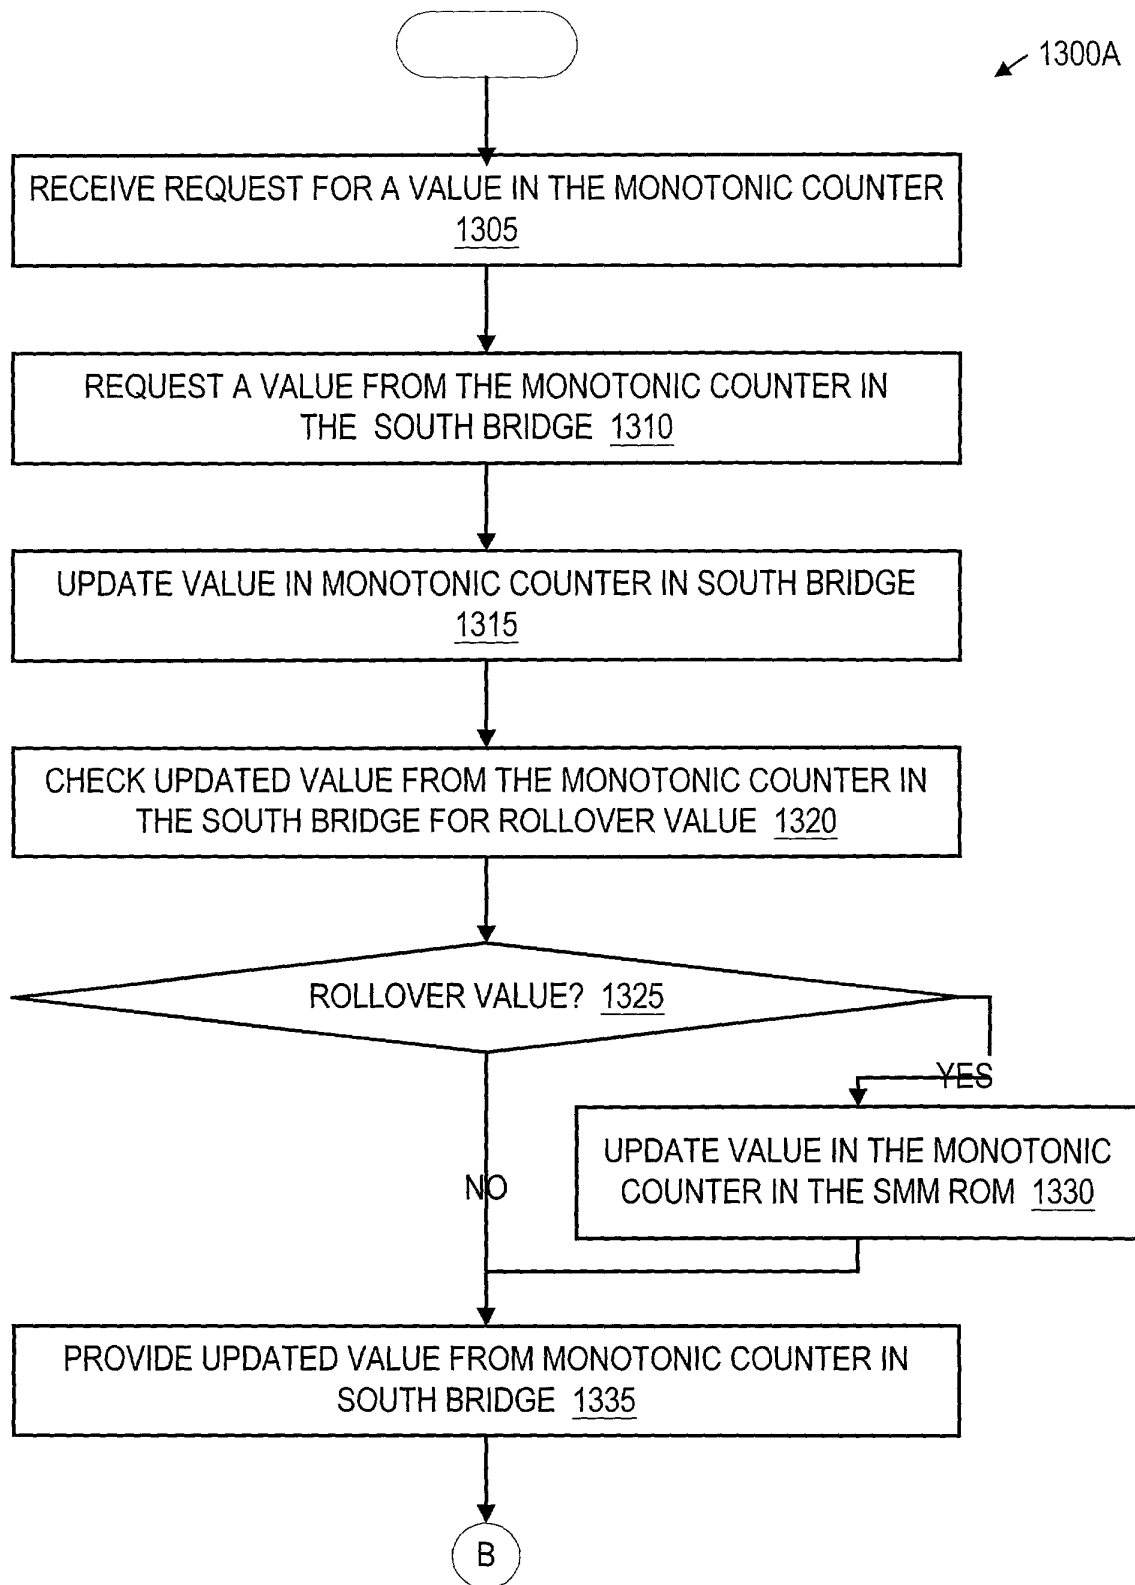 1300A
RECEIVE REQUEST FOR A VALUE IN THE MONOTONIC COUNTER
1305
REQUEST A VALUE FROM THE MONOTONIC COUNTER IN
THE SOUTH BRIDGE 1310
UPDATE VALUE IN MONOTONIC COUNTER IN SOUTH BRIDGE
1315
CHECK UPDATED VALUE FROM THE MONOTONIC COUNTER IN
THE SOUTH BRIDGE FOR ROLLOVER VALUE 1320
ROLLOVER VALUE? 1325
YES
UPDATE VALUE IN THE MONOTONIC
COUNTER IN THE SMM ROM 1330
NO
PROVIDE UPDATED VALUE FROM MONOTONIC COUNTER IN
SOUTH BRIDGE 1335
B